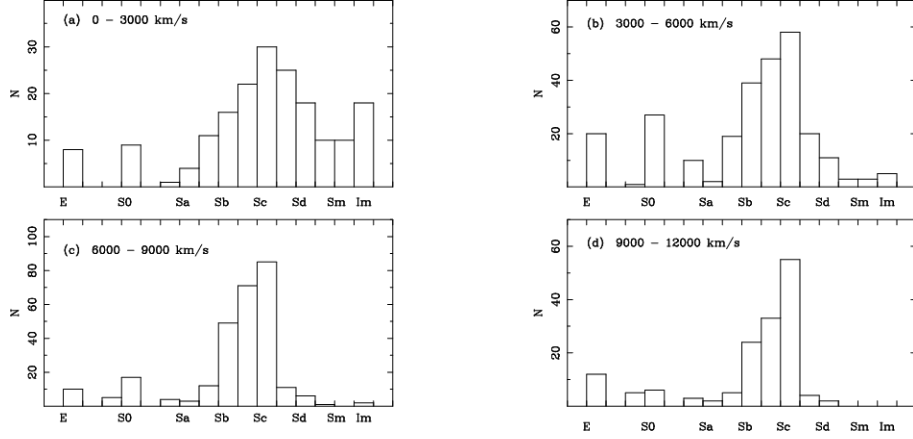 (a) 0 – 3000 km/s
N
30
20
10
E S0 Sa Sb Sc Sd Sm Im
(b) 3000 – 6000 km/s
N
60
40
20
E S0 Sa Sb Sc Sd Sm Im
(c) 6000 – 9000 km/s
N
100
80
60
40
20
E S0 Sa Sb Sc Sd Sm Im
(d) 9000 – 12000 km/s
N
60
40
20
E S0 Sa Sb Sc Sd Sm Im